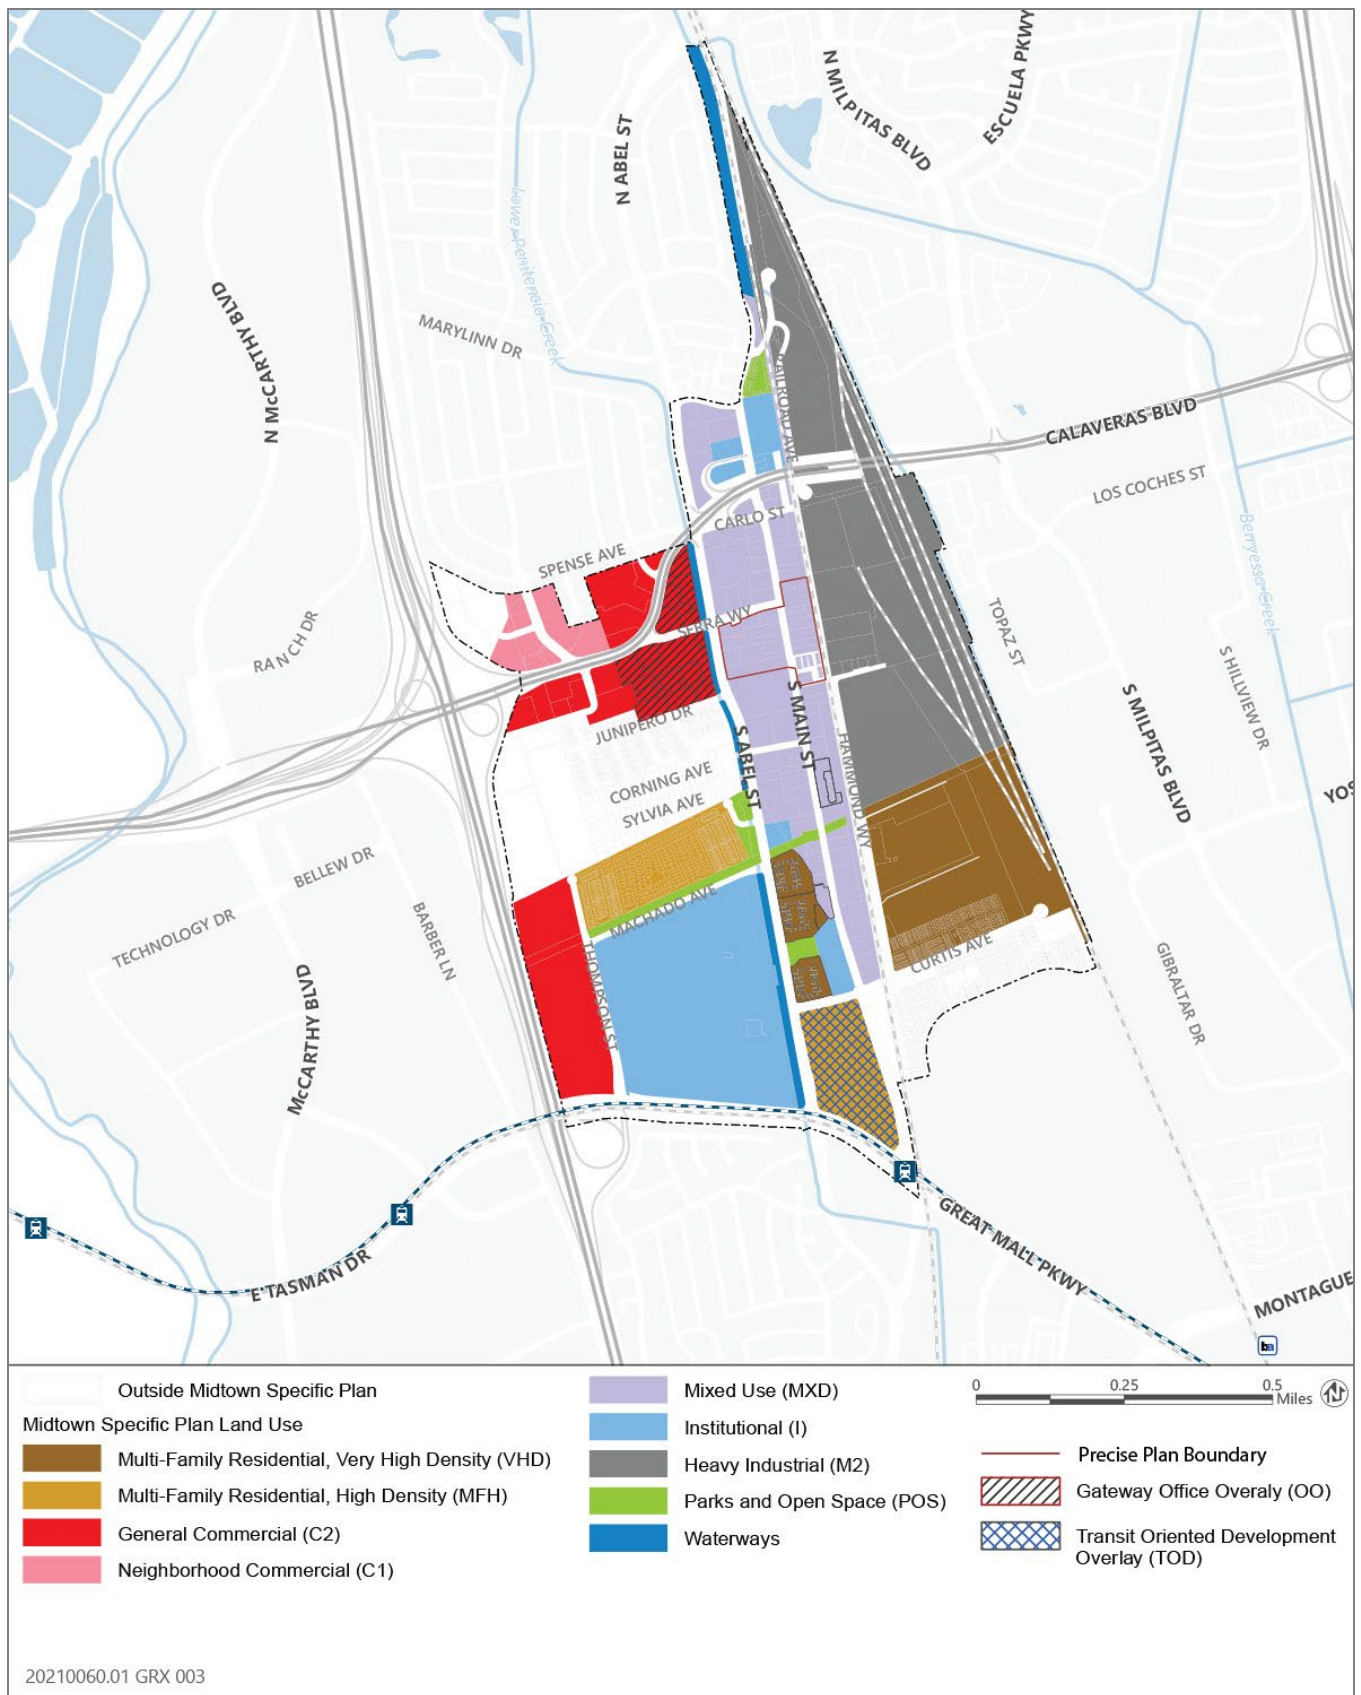 N MILPITAS BLVD
ESCUELA PKWY
N ABEL ST
Lower Penitencia Creek
N McCARTHY BLVD
MARYLINN DR
RAILROAD AVE
CALAVERAS BLVD
LOS COCHES ST
CARLO ST
Berryessa Creek
SPENSE AVE
SERRA WY
RANCH DR
TOPAZ ST
S HILLVIEW DR
S MAIN ST
S MILPITAS BLVD
JUNIPERO DR
S ABEL ST
HAMMOND WY
CORNING AVE
SYLVIA AVE
YOS
BELLEW DR
MACHADO AVE
TECHNOLOGY DR
BARBER LN
CURTIS AVE
THOMPSON ST
GIBRALTAR DR
McCARTHY BLVD
GREAT MALL PKWY
E TASMAN DR
MONTAGUE
ba
Outside Midtown Specific Plan
Midtown Specific Plan Land Use
Multi-Family Residential, Very High Density (VHD)
Multi-Family Residential, High Density (MFH)
General Commercial (C2)
Neighborhood Commercial (C1)
Mixed Use (MXD)
Institutional (I)
Heavy Industrial (M2)
Parks and Open Space (POS)
Waterways
0 0.25 0.5
Miles
Precise Plan Boundary
Gateway Office Overaly (OO)
Transit Oriented Development
Overlay (TOD)
20210060.01 GRX 003